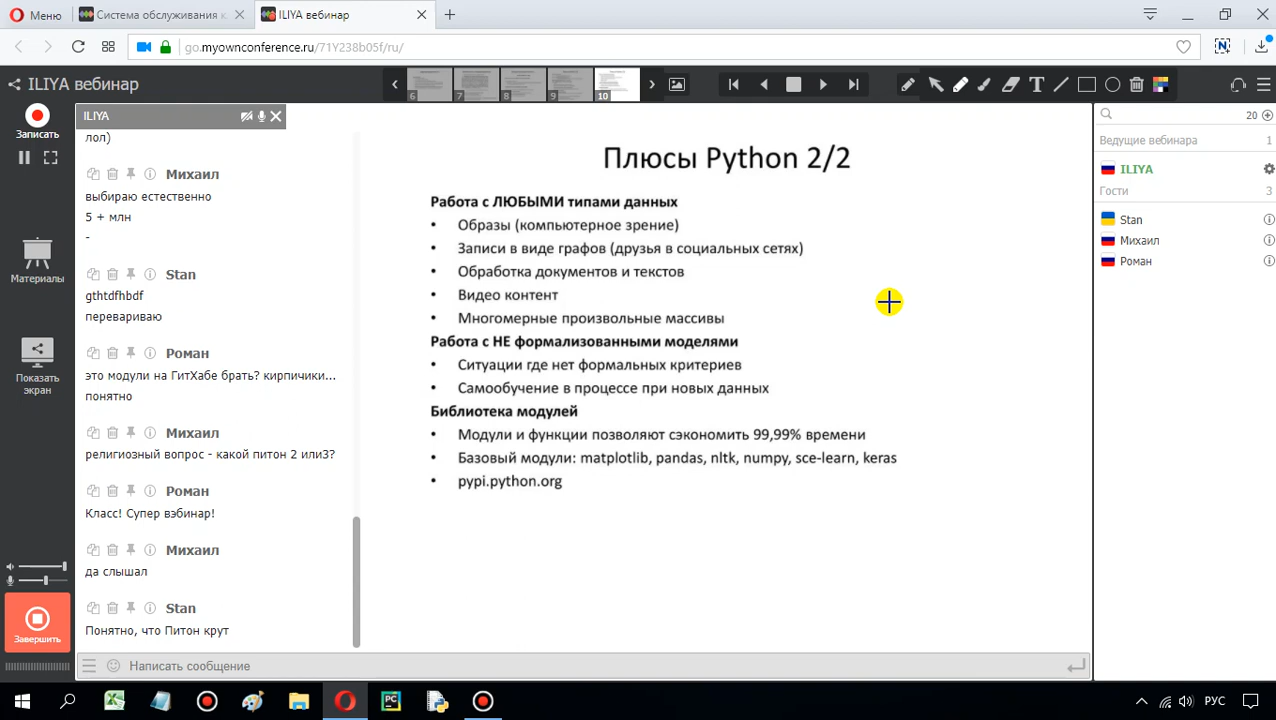 Меню
Система обслуживания к
ILIYA вебинар
go.myownconference.ru/71Y238b05f/ru/
ILIYA вебинар
6
7
8
9
10
Записать
Материалы
Показать
экран
Завершить
ILIYA
лол)
Михаил
выбираю естественно
5 + млн
-
Stan
gthtdfhbdf
перевариваю
Роман
это модули на ГитХабе брать? кирпичики...
понятно
Михаил
религиозный вопрос - какой питон 2 или3?
Роман
Класс! Супер вэбинар!
Михаил
да слышал
Stan
Понятно, что Питон крут
Написать сообщение
Плюсы Python 2/2
Работа с ЛЮБЫМИ типами данных
• Образы (компьютерное зрение)
• Записи в виде графов (друзья в социальных сетях)
• Обработка документов и текстов
• Видео контент
• Многомерные произвольные массивы
Работа с НЕ формализованными моделями
• Ситуации где нет формальных критериев
• Самообучение в процессе при новых данных
Библиотека модулей
• Модули и функции позволяют сэкономить 99,99% времени
• Базовый модули: matplotlib, pandas, nltk, numpy, sce-learn, keras
• pypi.python.org
20
Ведущие вебинара 1
ILIYA
Гости 3
Stan
Михаил
Роман
РУС